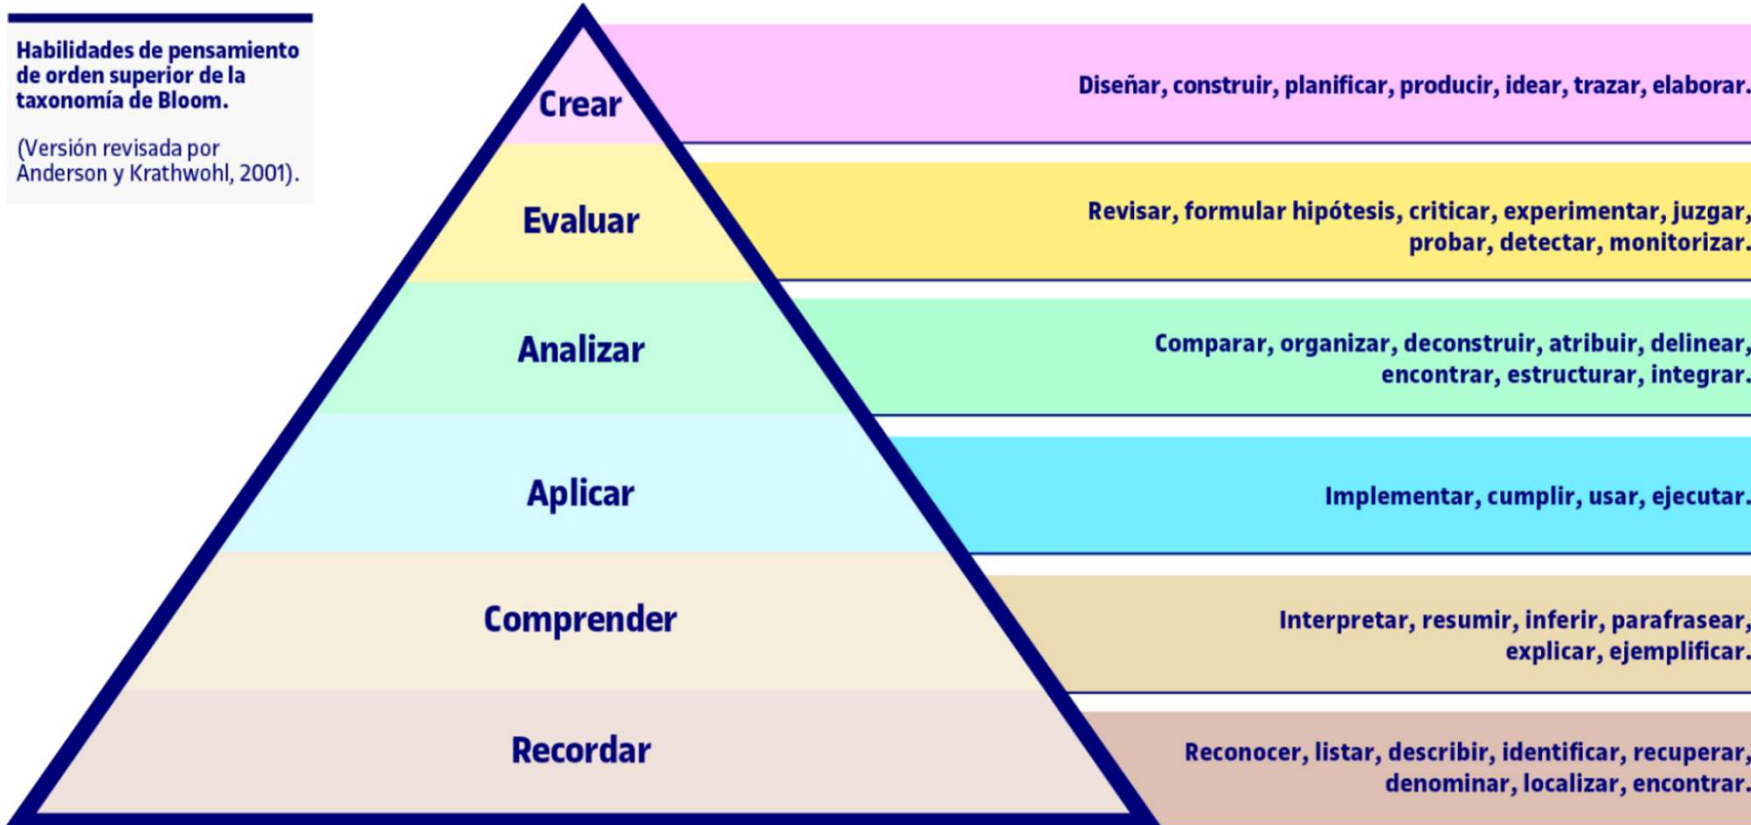 Habilidades de pensamiento
de orden superior de la
taxonomía de Bloom.
(Versión revisada por
Anderson y Krathwohl, 2001).
Crear
Diseñar, construir, planificar, producir, idear, trazar, elaborar.
Evaluar
Revisar, formular hipótesis, criticar, experimentar, juzgar,
probar, detectar, monitorizar.
Analizar
Comparar, organizar, deconstruir, atribuir, delinear,
encontrar, estructurar, integrar.
Aplicar
Implementar, cumplir, usar, ejecutar.
Comprender
Interpretar, resumir, inferir, parafrasear,
explicar, ejemplificar.
Recordar
Reconocer, listar, describir, identificar, recuperar,
denominar, localizar, encontrar.